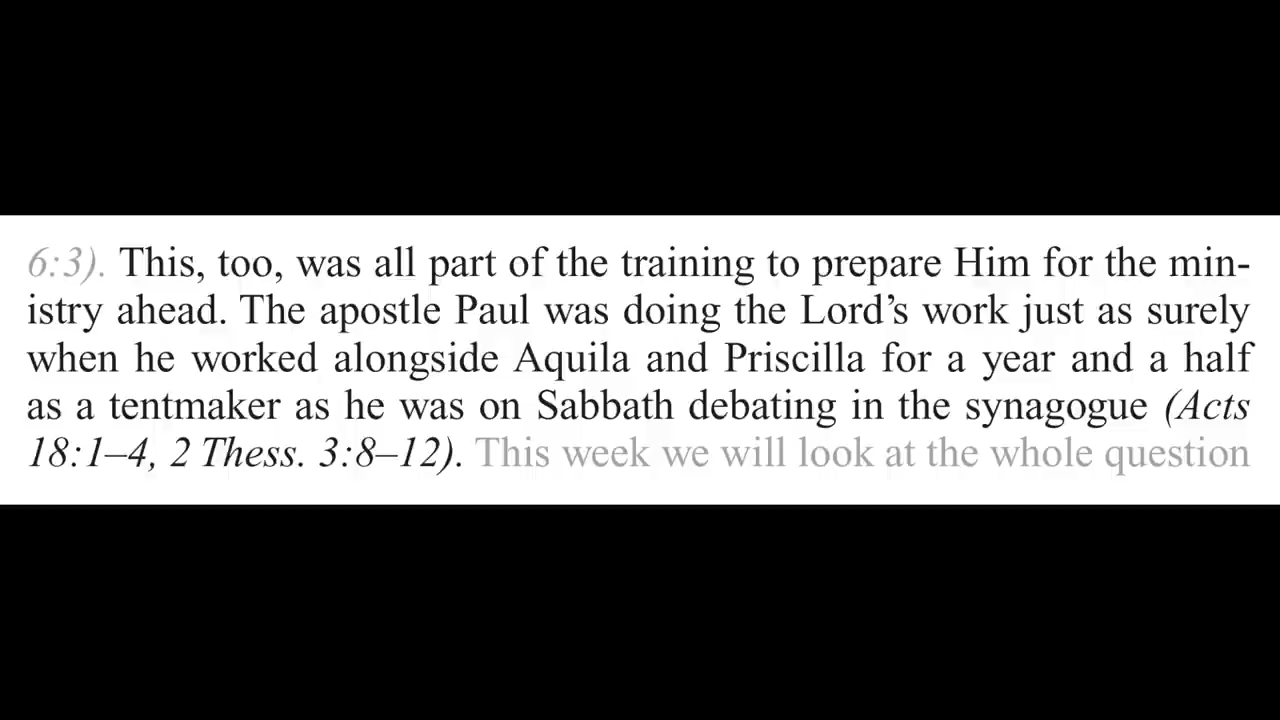 6:3). This, too, was all part of the training to prepare Him for the min-
istry ahead. The apostle Paul was doing the Lord’s work just as surely
when he worked alongside Aquila and Priscilla for a year and a half
as a tentmaker as he was on Sabbath debating in the synagogue (Acts
18:1–4, 2 Thess. 3:8–12). This week we will look at the whole question